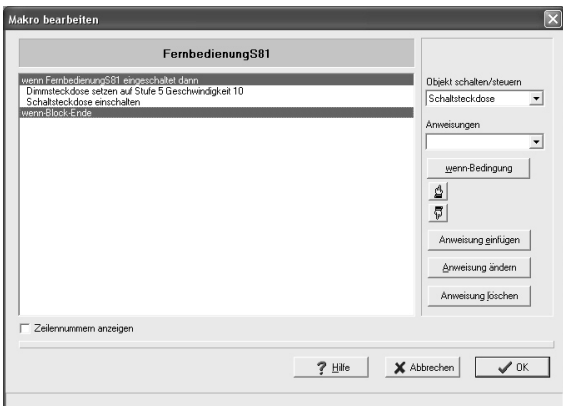 Makro bearbeiten
FernbedienungS81
wenn FernbedienungS81 eingeschaltet dann
Dimmsteckdose setzen auf Stufe 5 Geschwindigkeit 10
Schaltsteckdose einschalten
wenn-Block-Ende
Objekt schalten/steuern
Schaltsteckdose
Anweisungen
wenn-Bedingung
Anweisung einfügen
Anweisung ändern
Anweisung löschen
Zeilennummern anzeigen
? Hilfe
Abbrechen
OK